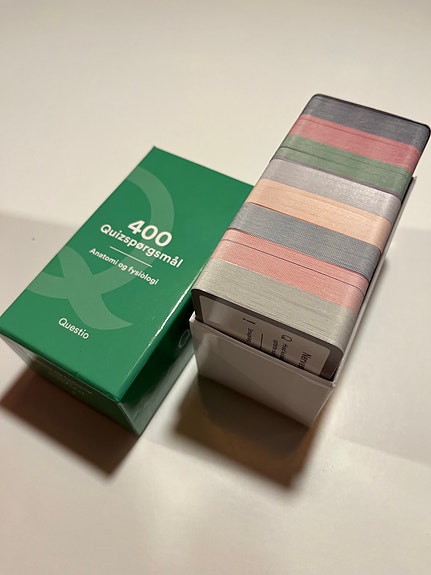 400
Quizspørgsmål
Anatomi og fysiologi
Questio